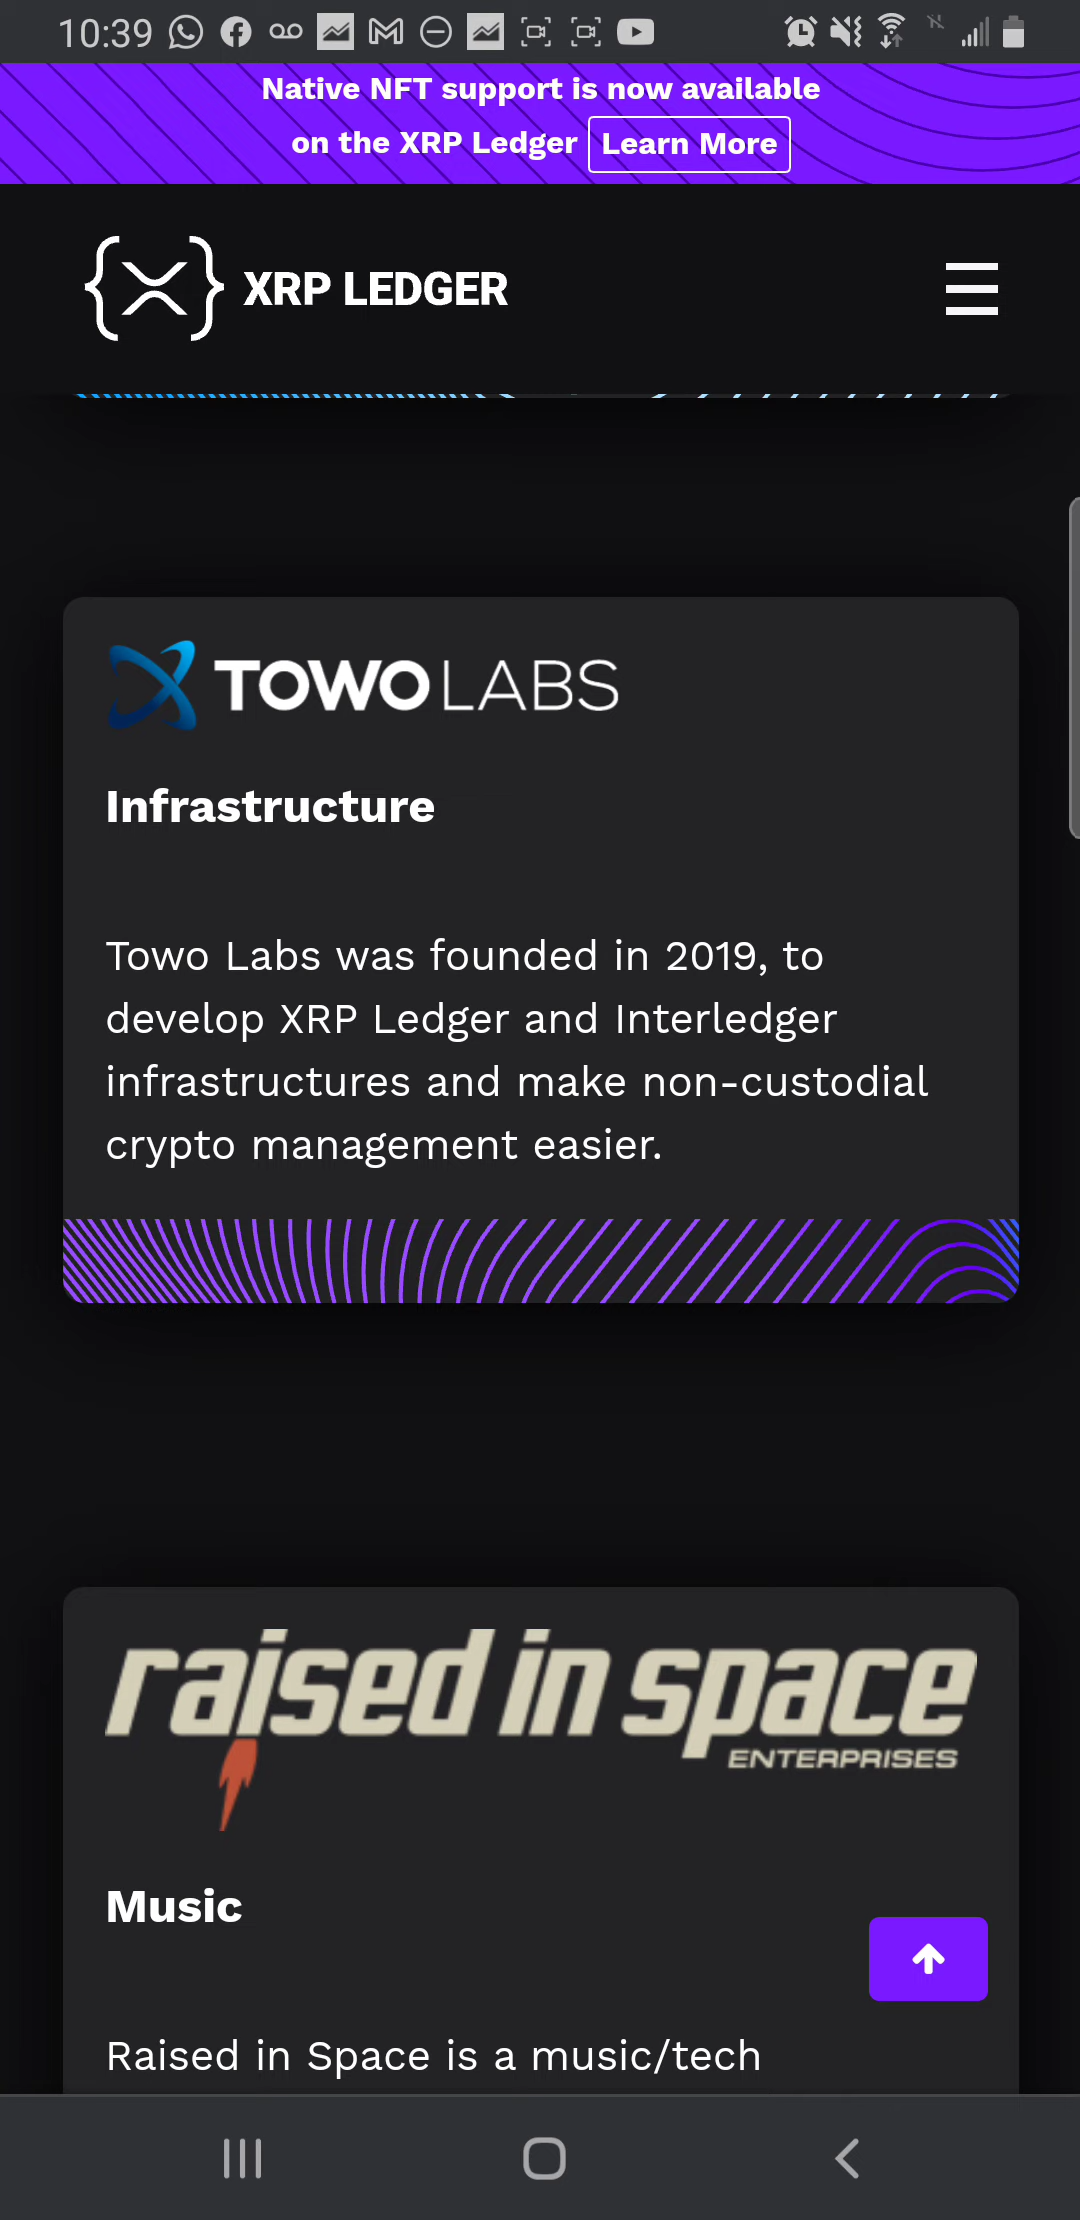 10:39
Native NFT support is now available
on the XRP Ledger Learn More
XRP LEDGER
TOWO LABS
Infrastructure
Towo Labs was founded in 2019, to
develop XRP Ledger and Interledger
infrastructures and make non-custodial
crypto management easier.
raised in space
ENTERPRISES
Music
Raised in Space is a music/tech